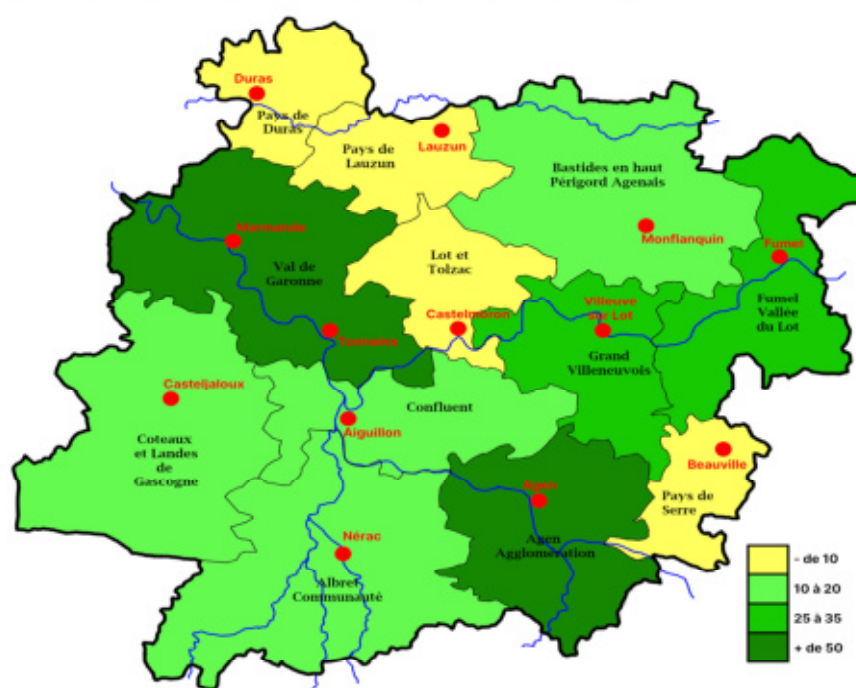 Duras
Pays de
Duras
Pays de
Lauzun
Lauzun
Bastides en haut
Périgord Agenais
Monflanquin
Fumel
Fumel
Vallée
du Lot
Marmande
Val de
Garonne
Lot et
Tolzac
Castelmoron
Villeuve
sur Lot
Grand
Villeneuvois
Tonneins
Casteljaloux
Coteaux
et Landes
de
Gascogne
Confluent
Aiguillon
Beauville
Pays de
Serre
Agen
Agen
Agglomération
Nérac
Albret
Communauté
- de 10
10 à 20
25 à 35
+ de 50